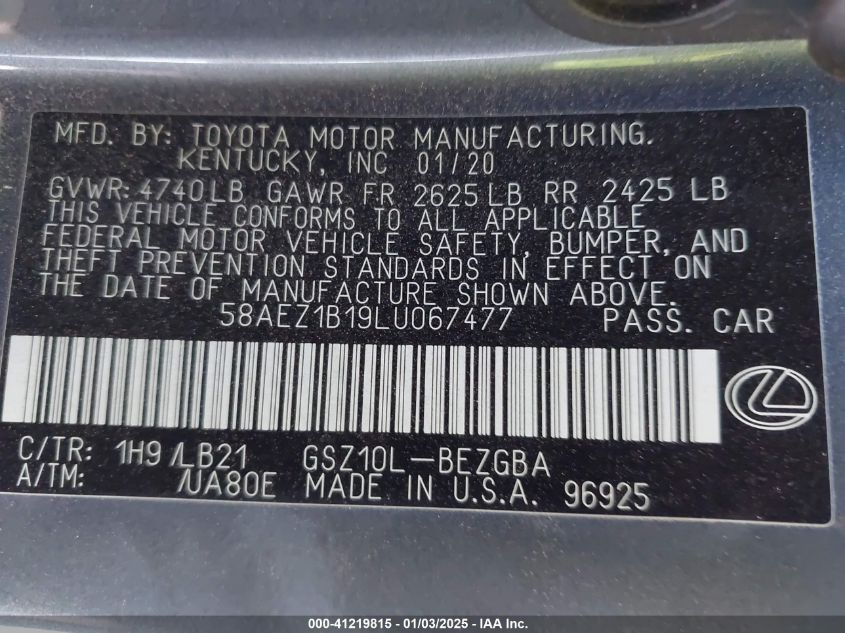 MFD. BY: TOYOTA MOTOR MANUFACTURING.
KENTUCKY, INC 01/20
GVWR: 4740LB GAWR FR 2625 LB RR 2425 LB
THIS VEHICLE CONFORMS TO ALL APPLICABLE
FEDERAL MOTOR VEHICLE SAFETY, BUMPER, AND
THEFT PREVENTION STANDARDS IN EFFECT ON
THE DATE OF MANUFACTURE SHOWN ABOVE.
58AEZ1B19LU067477 PASS. CAR
C/TR: 1H9 /LB21 GSZ10L-BEZGBA
A/TM: /UA80E MADE IN U.S.A. 96925
000-41219815 - 01/03/2025 - IAA Inc.